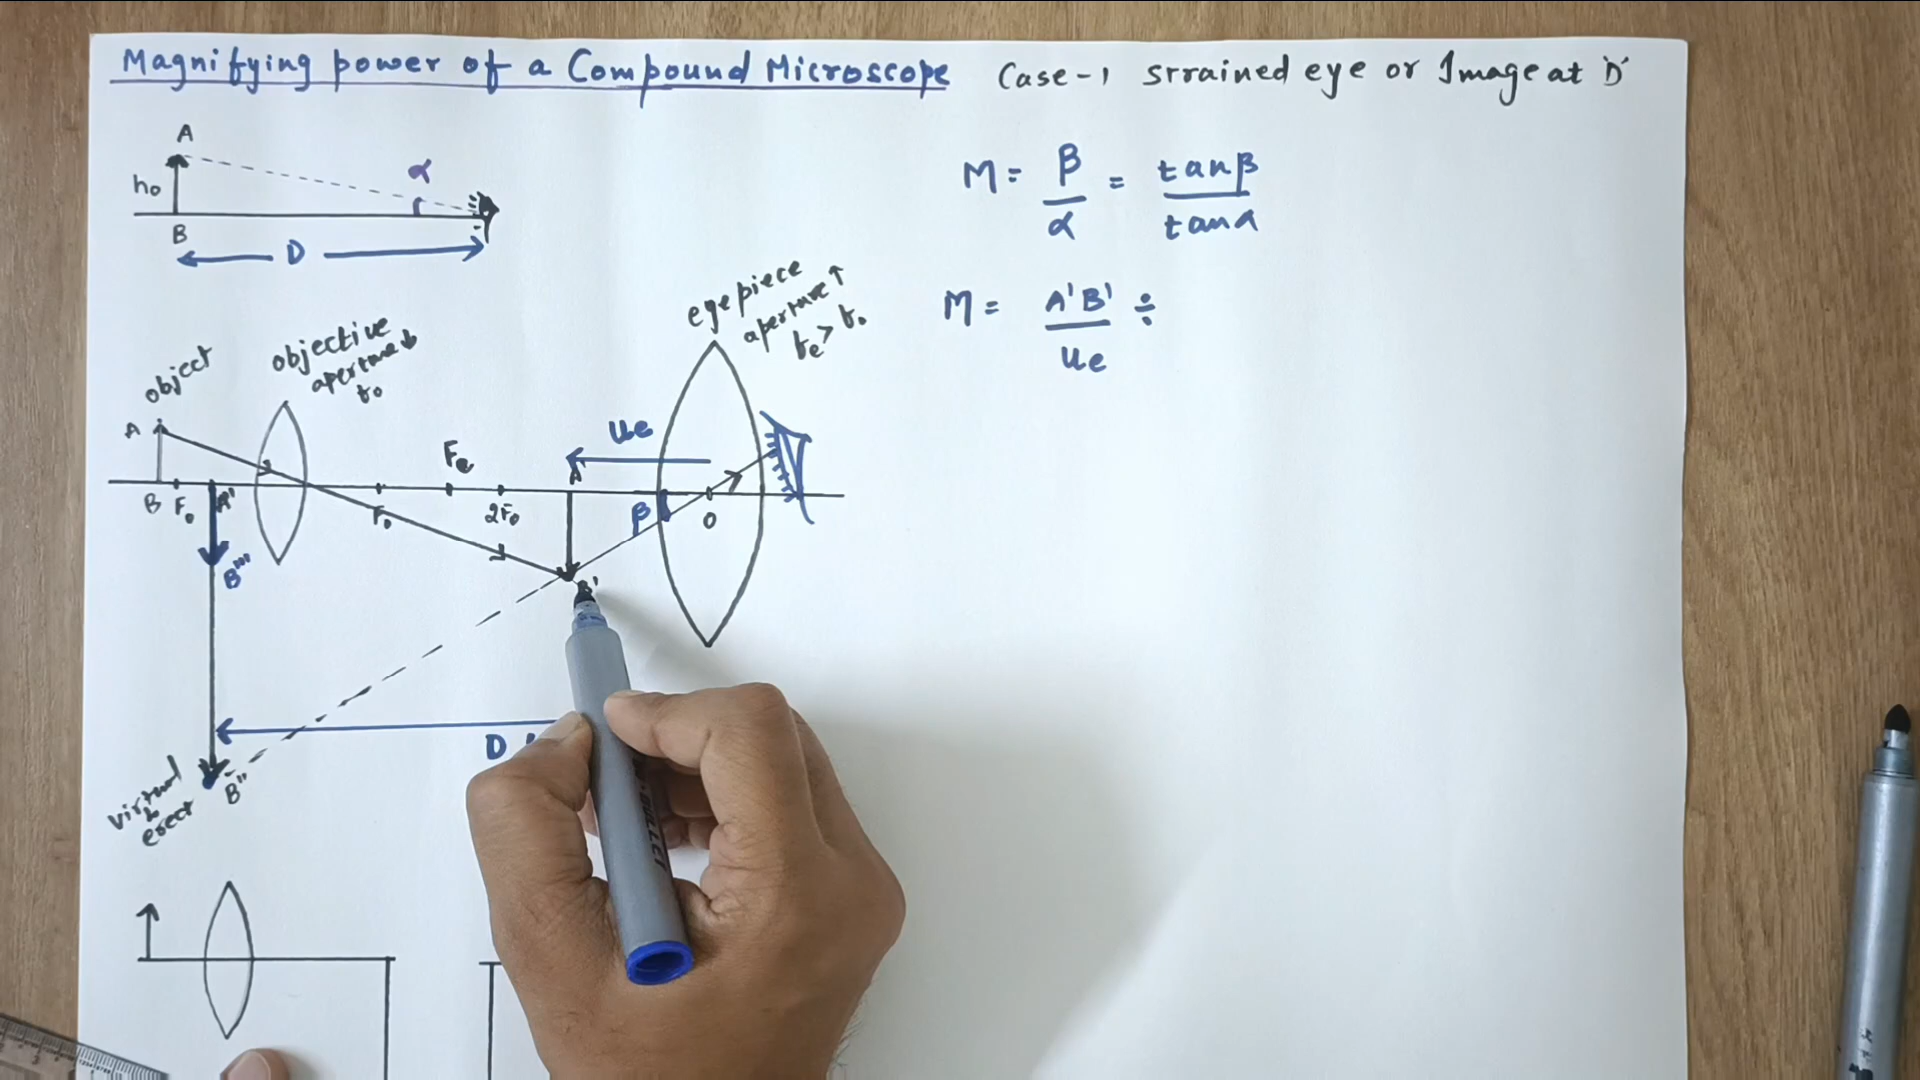 Magnifying power of a Compound Microscope Case-1 strained eye or Image at 'D'
A
α
h₀
B
D
M = β/α = tanβ/tanα
M = A'B'/ue ÷
eyepiece
aperture↑
fe > fo
objective
aperture↓
fo
object
A
Fe
ue
A'
B Fo A'
Fo
2Fo
β
O
B'''
B'
D
B''
virtual
&
erect